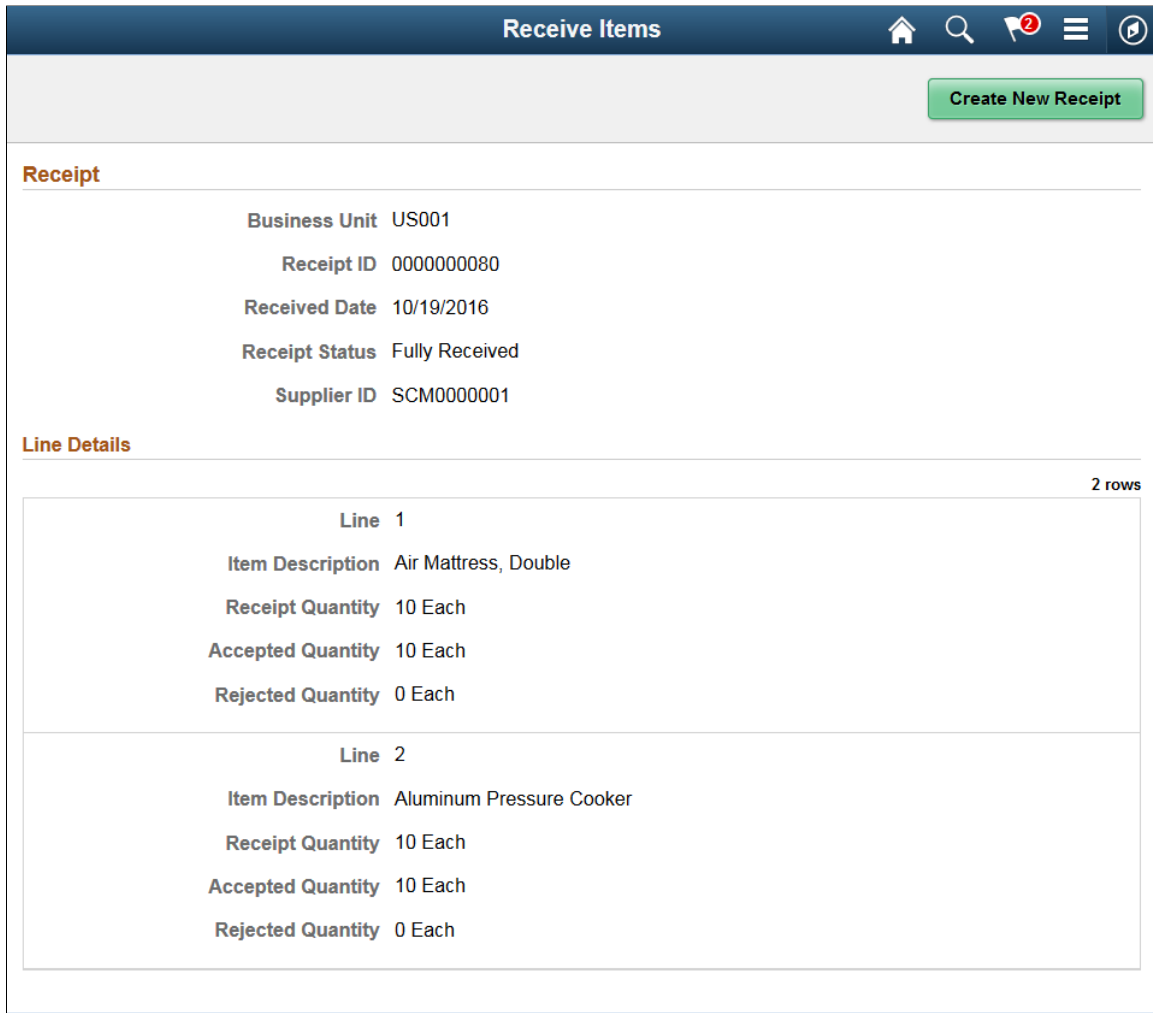 Receive Items
2
Create New Receipt
Receipt
Business Unit US001
Receipt ID 0000000080
Received Date 10/19/2016
Receipt Status Fully Received
Supplier ID SCM0000001
Line Details
2 rows
Line 1
Item Description Air Mattress, Double
Receipt Quantity 10 Each
Accepted Quantity 10 Each
Rejected Quantity 0 Each
Line 2
Item Description Aluminum Pressure Cooker
Receipt Quantity 10 Each
Accepted Quantity 10 Each
Rejected Quantity 0 Each